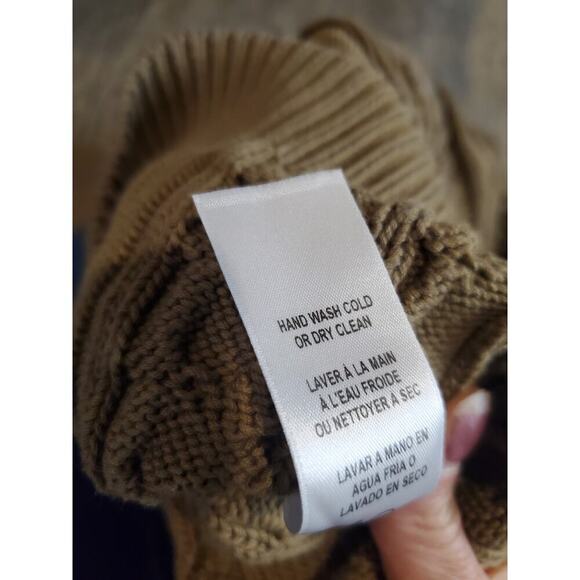 HAND WASH COLD
OR DRY CLEAN
LAVER À LA MAIN
À L'EAU FROIDE
OU NETTOYER A SEC
LAVAR A MANO EN
AGUA FRIA O
LAVADO EN SECO